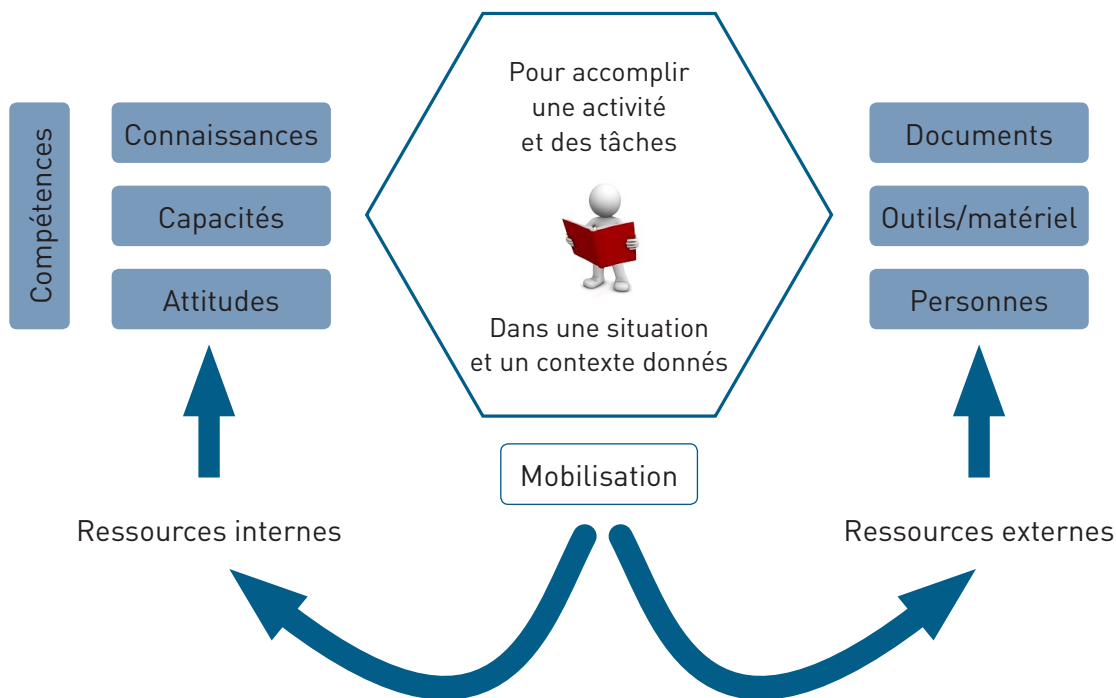 Compétences
Connaissances
Capacités
Attitudes
Pour accomplir
une activité
et des tâches
Dans une situation
et un contexte donnés
Documents
Outils/matériel
Personnes
Mobilisation
Ressources internes
Ressources externes